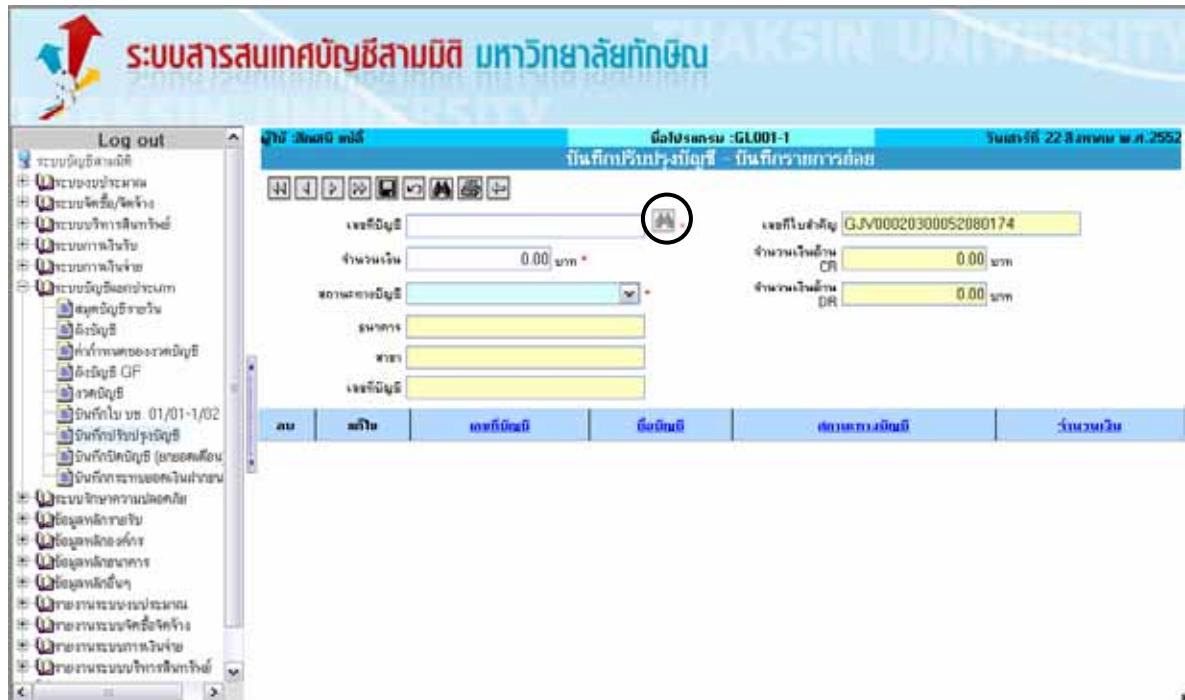 THAKSIN UNIVERSITY
ระบบสารสนเทศบัญชีสามมิติ มหาวิทยาลัยทักษิณ
THAKSIN UNIVERSITY
Log out
ผู้ใช้ :
ชื่อโปรแกรม :GL001-1
วันเสาร์ที่ 22 สิงหาคม พ.ศ.2552
บันทึกปรับปรุงบัญชี - บันทึกรายการย่อย
ระบบบัญชีสามมิติ
ระบบงบประมาณ
ระบบจัดซื้อ/จัดจ้าง
ระบบบริหารสินทรัพย์
ระบบการเงินรับ
ระบบการเงินจ่าย
ระบบบัญชีแยกประเภท
สมุดบัญชีรายวัน
ผังบัญชี
ค่ากำหนดของงวดบัญชี
ผังบัญชี GF
งวดบัญชี
บันทึกใบ บช. 01/01-1/02
บันทึกปรับปรุงบัญชี
บันทึกปิดบัญชี (ยกยอดเดือน
บันทึกกระทบยอดเงินฝากธน
ระบบรักษาความปลอดภัย
ข้อมูลหลักรายรับ
ข้อมูลหลักองค์กร
ข้อมูลหลักธนาคาร
ข้อมูลหลักอื่นๆ
รายงานระบบงบประมาณ
รายงานระบบจัดซื้อจัดจ้าง
รายงานระบบการเงินจ่าย
รายงานระบบบริหารสินทรัพย์
เลขที่บัญชี *
เลขที่ใบสำคัญ GJV00020300052080174
จำนวนเงิน 0.00 บาท *
จำนวนเงินด้าน CR 0.00 บาท
สถานะทางบัญชี *
จำนวนเงินด้าน DR 0.00 บาท
ธนาคาร
สาขา
เลขที่บัญชี
ลบ แก้ไข เลขที่บัญชี ชื่อบัญชี สถานะทางบัญชี จำนวนเงิน